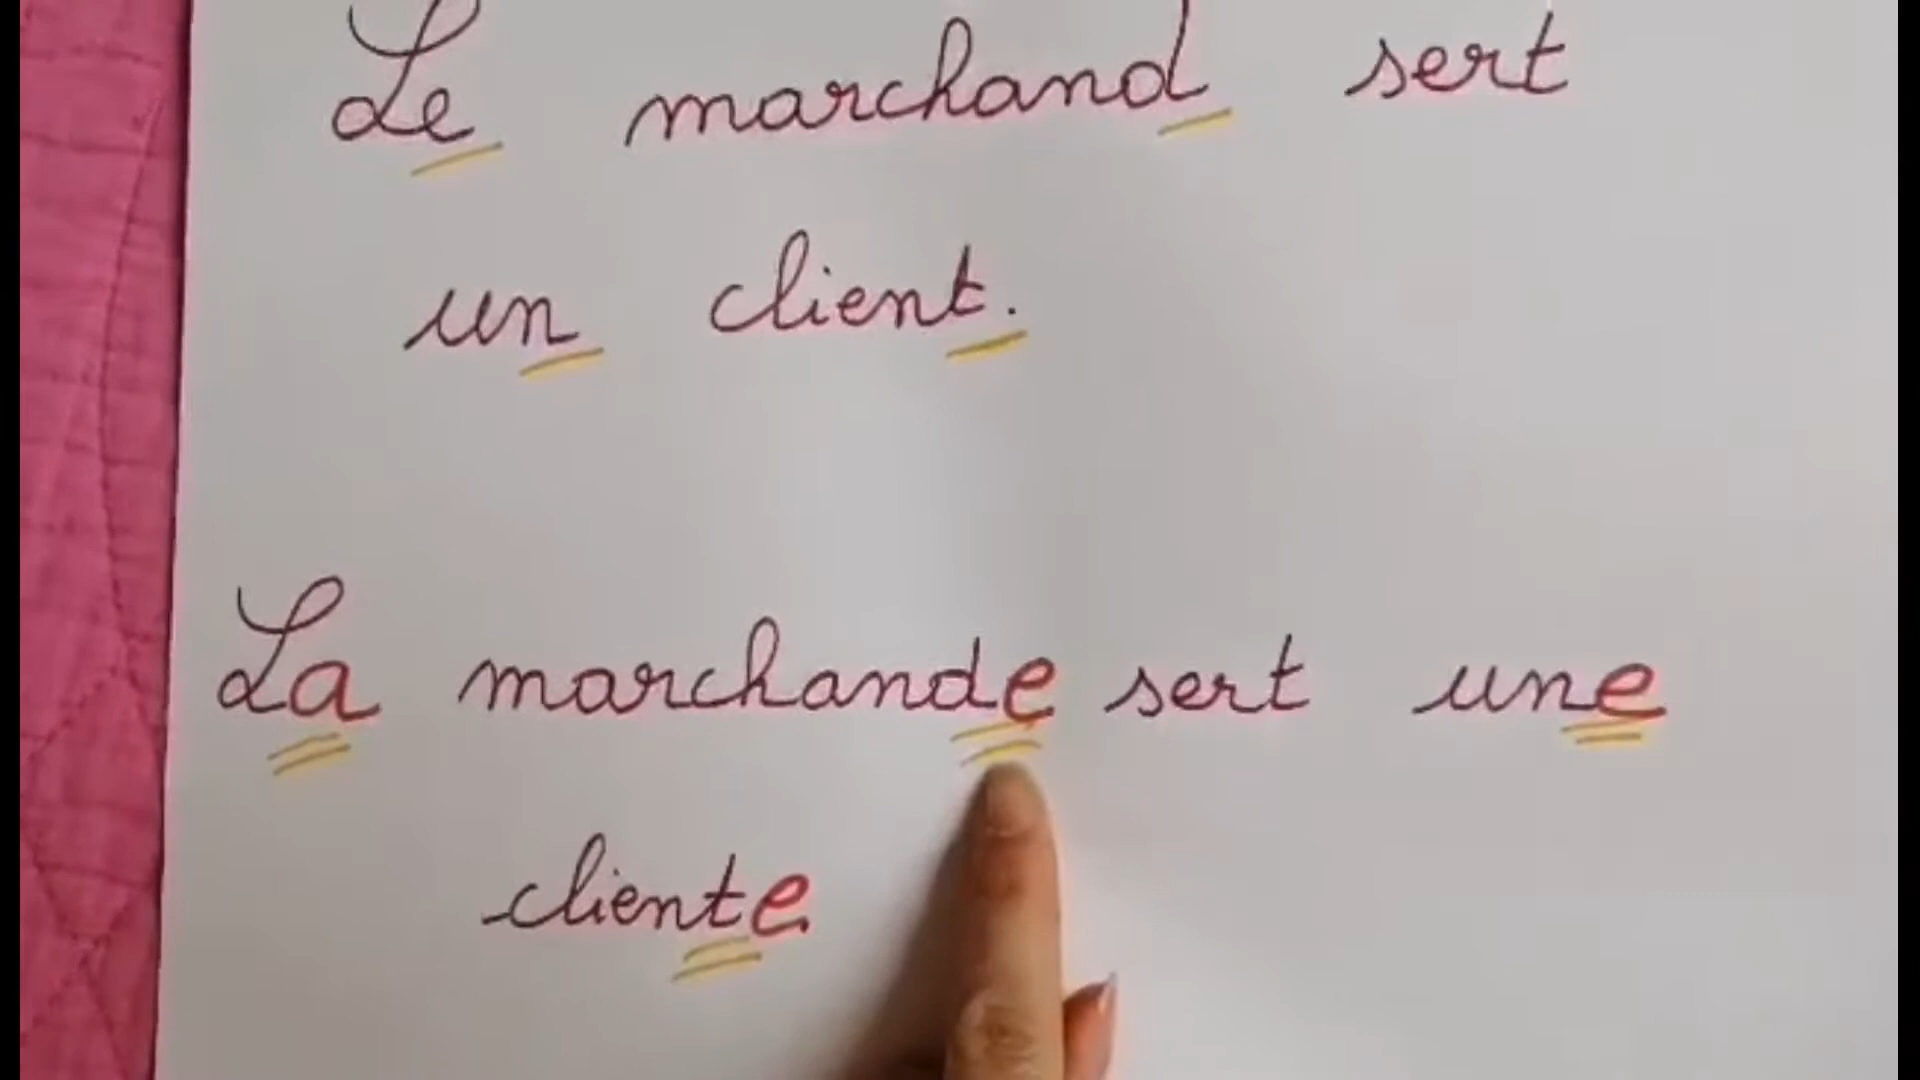 Le marchand sert
un client.
La marchande sert une
cliente